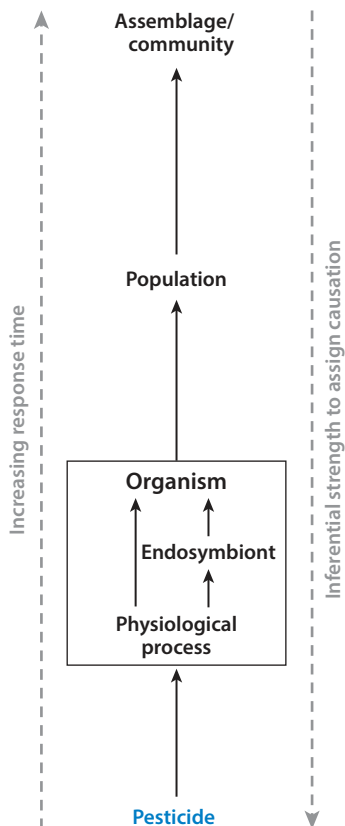 Assemblage/
community
Population
Organism
Endosymbiont
Physiological
process
Pesticide
Increasing response time
Inferential strength to assign causation